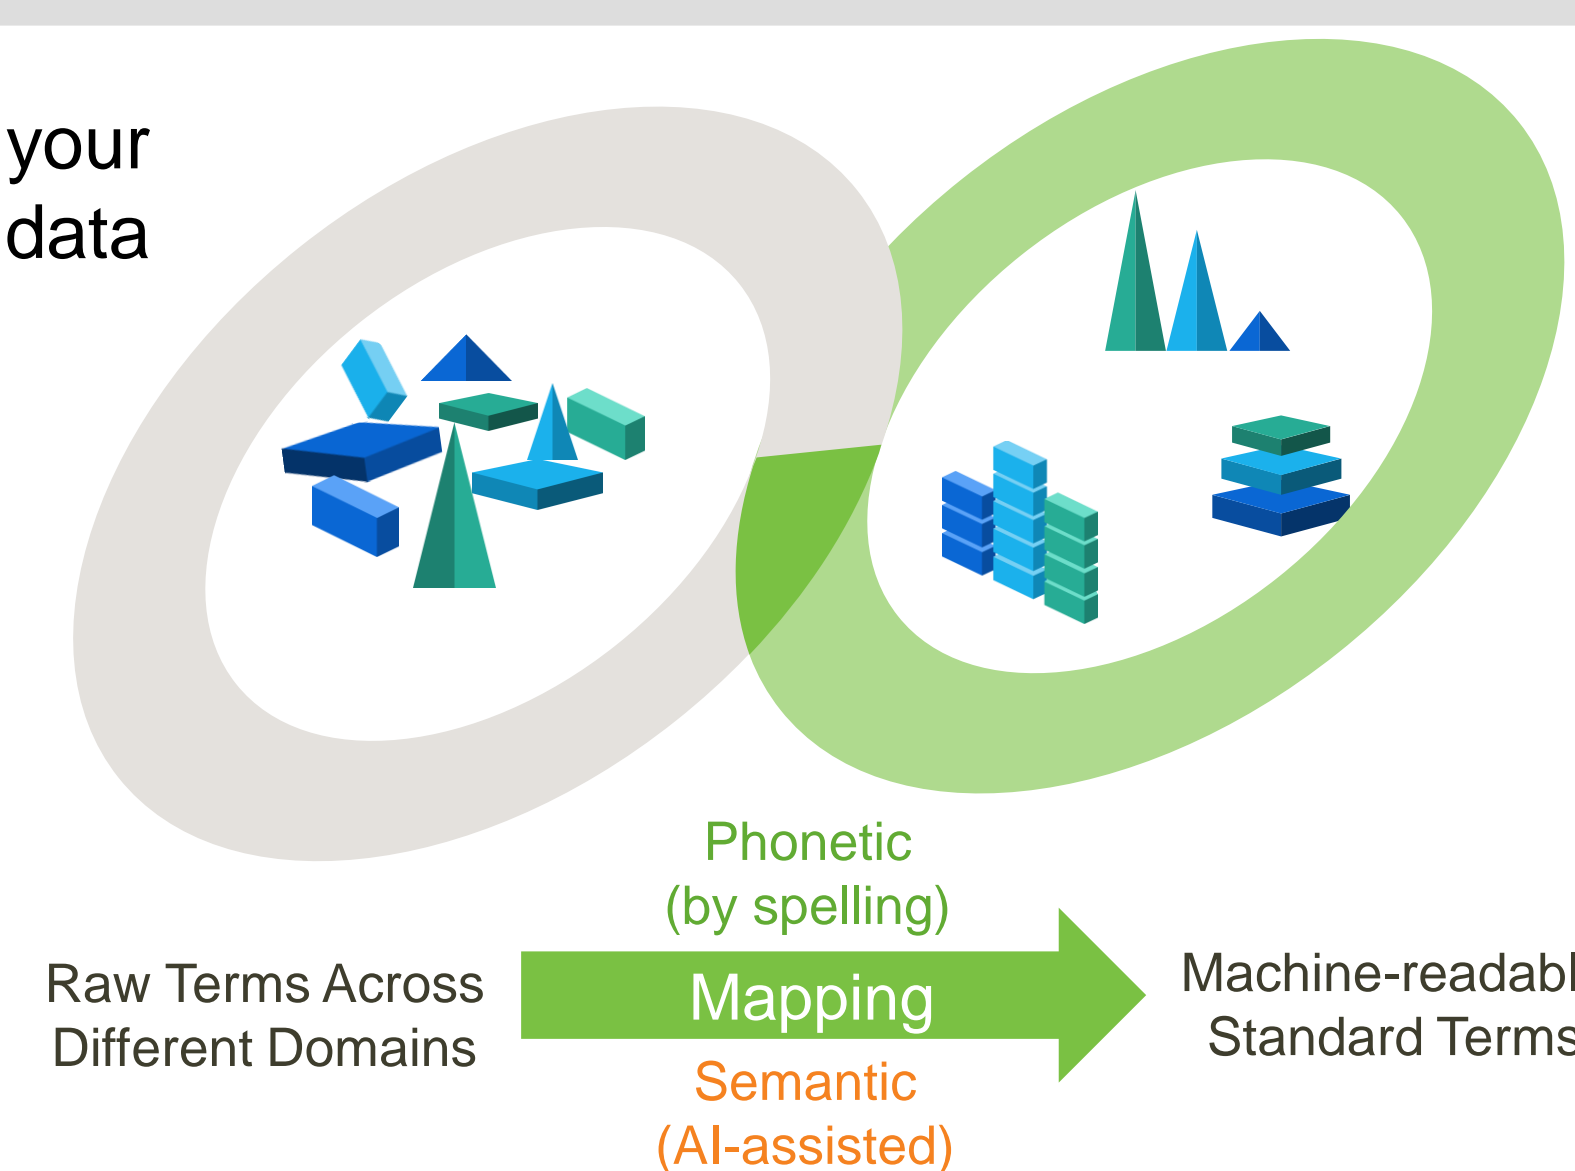 your
data
Phonetic
(by spelling)
Raw Terms Across
Different Domains
Mapping
Machine-readabl
Standard Terms
Semantic
(AI-assisted)